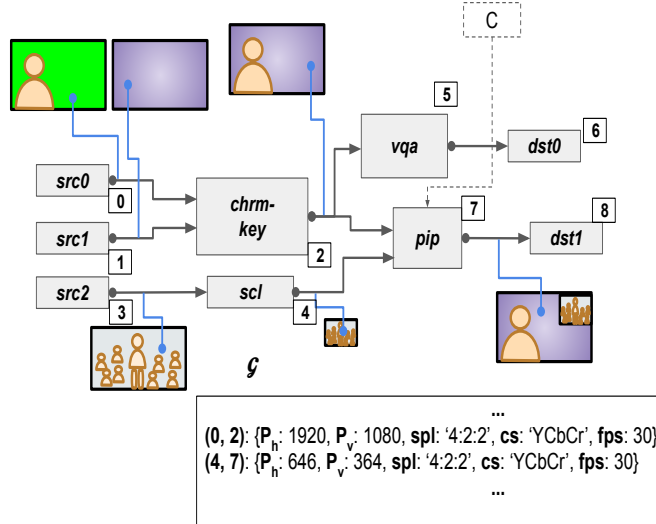 C
5
vqa
6
dst0
src0
0
chrm-
key
7
pip
8
dst1
src1
1
2
src2
3
scl
4
𝒢
...
(0, 2): {Pₕ: 1920, Pᵥ: 1080, spl: '4:2:2', cs: 'YCbCr', fps: 30}
(4, 7): {Pₕ: 646, Pᵥ: 364, spl: '4:2:2', cs: 'YCbCr', fps: 30}
...